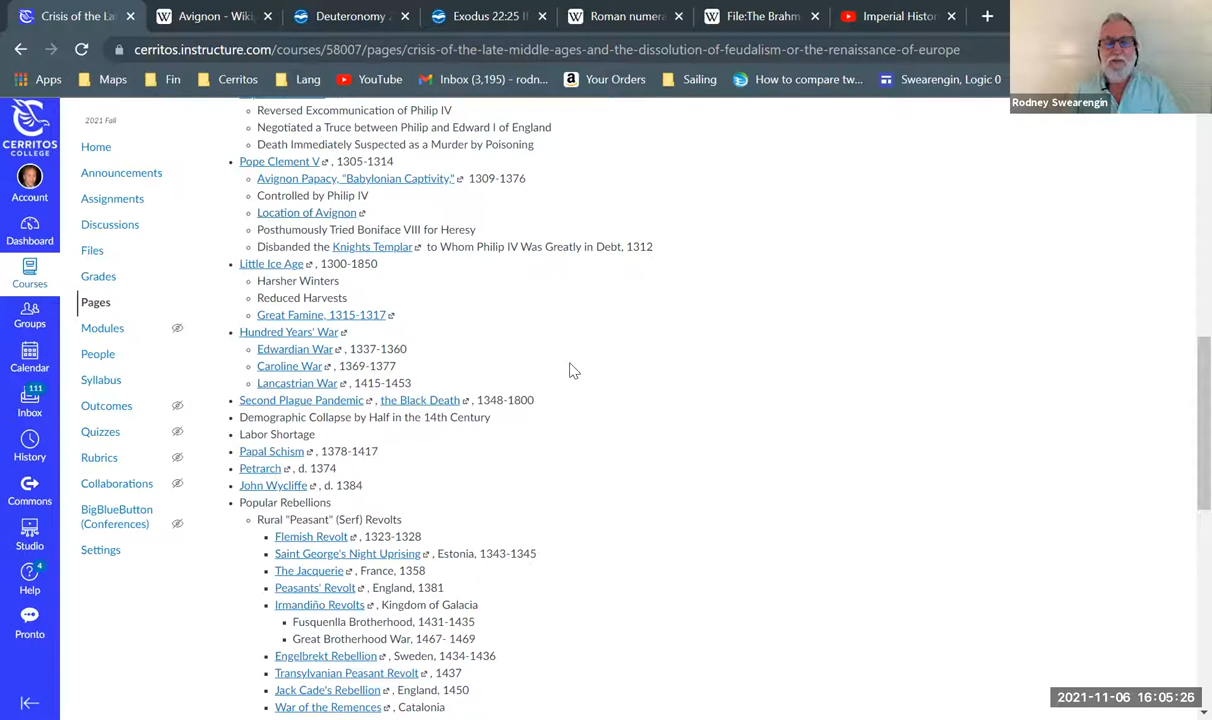 Crisis of the La
Avignon - Wiki
Deuteronomy
Exodus 22:25 I
Roman numera
File:The Brahm
Imperial Histor
cerritos.instructure.com/courses/58007/pages/crisis-of-the-late-middle-ages-and-the-dissolution-of-feudalism-or-the-renaissance-of-europe
Apps Maps Fin Cerritos Lang YouTube Inbox (3,195) - rodn... Your Orders Sailing How to compare tw... Swearengin, Logic 0
Rodney Swearengin
CERRITOS
COLLEGE
Account
Dashboard
Courses
Groups
Calendar
111
Inbox
History
Commons
Studio
4
Help
Pronto
2021 Fall
Home
Announcements
Assignments
Discussions
Files
Grades
Pages
Modules
People
Syllabus
Outcomes
Quizzes
Rubrics
Collaborations
BigBlueButton
(Conferences)
Settings
Reversed Excommunication of Philip IV
Negotiated a Truce between Philip and Edward I of England
Death Immediately Suspected as a Murder by Poisoning
Pope Clement V , 1305-1314
Avignon Papacy, "Babylonian Captivity," 1309-1376
Controlled by Philip IV
Location of Avignon
Posthumously Tried Boniface VIII for Heresy
Disbanded the Knights Templar to Whom Philip IV Was Greatly in Debt, 1312
Little Ice Age , 1300-1850
Harsher Winters
Reduced Harvests
Great Famine, 1315-1317
Hundred Years' War
Edwardian War , 1337-1360
Caroline War , 1369-1377
Lancastrian War , 1415-1453
Second Plague Pandemic , the Black Death , 1348-1800
Demographic Collapse by Half in the 14th Century
Labor Shortage
Papal Schism , 1378-1417
Petrarch , d. 1374
John Wycliffe , d. 1384
Popular Rebellions
Rural "Peasant" (Serf) Revolts
Flemish Revolt , 1323-1328
Saint George's Night Uprising , Estonia, 1343-1345
The Jacquerie , France, 1358
Peasants' Revolt , England, 1381
Irmandiño Revolts , Kingdom of Galacia
Fusquenlla Brotherhood, 1431-1435
Great Brotherhood War, 1467- 1469
Engelbrekt Rebellion , Sweden, 1434-1436
Transylvanian Peasant Revolt , 1437
Jack Cade's Rebellion , England, 1450
War of the Remences , Catalonia
2021-11-06 16:05:26